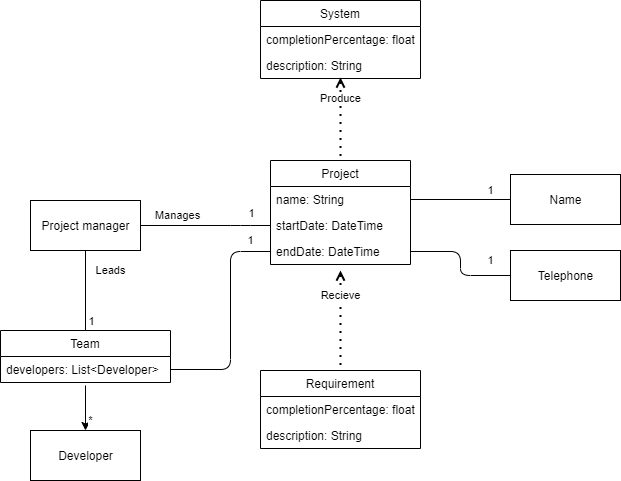 System
completionPercentage: float
description: String
Produce
Project
name: String
startDate: DateTime
endDate: DateTime
1
Name
Project manager
Manages
1
1
1
Telephone
Leads
Recieve
1
Team
developers: List<Developer>
*
Developer
Requirement
completionPercentage: float
description: String